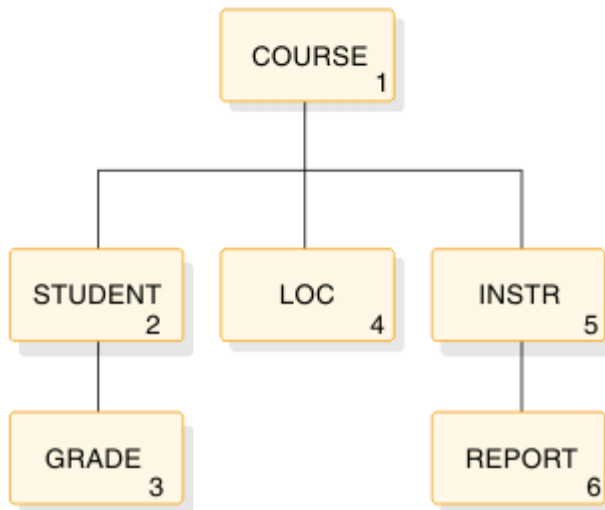 COURSE
1
STUDENT
2
LOC
4
INSTR
5
GRADE
3
REPORT
6